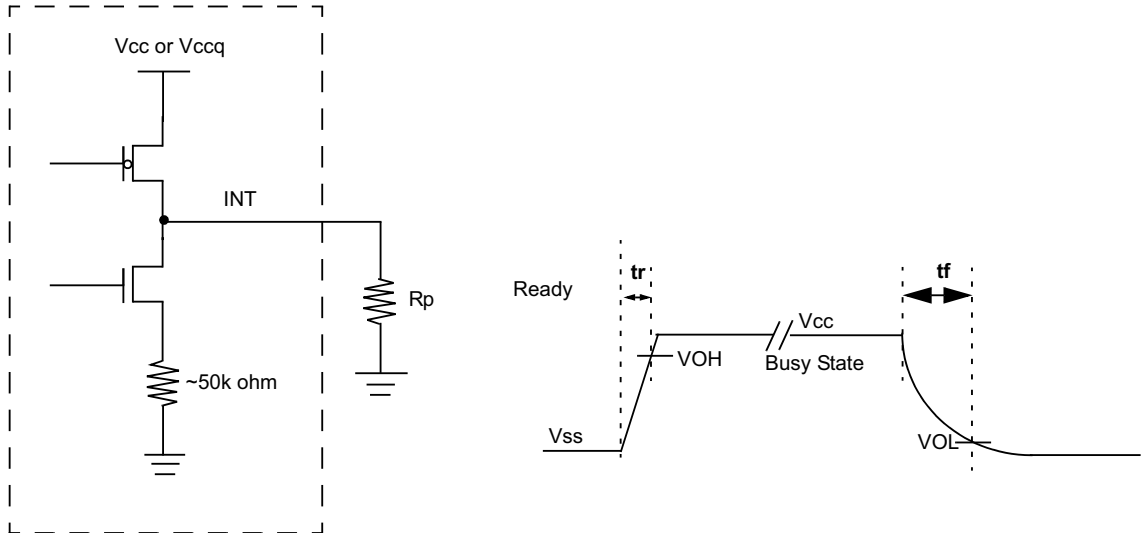 Vcc or Vccq
INT
Rp
~50k ohm
tr
tf
Ready
Vcc
VOH
Busy State
Vss
VOL